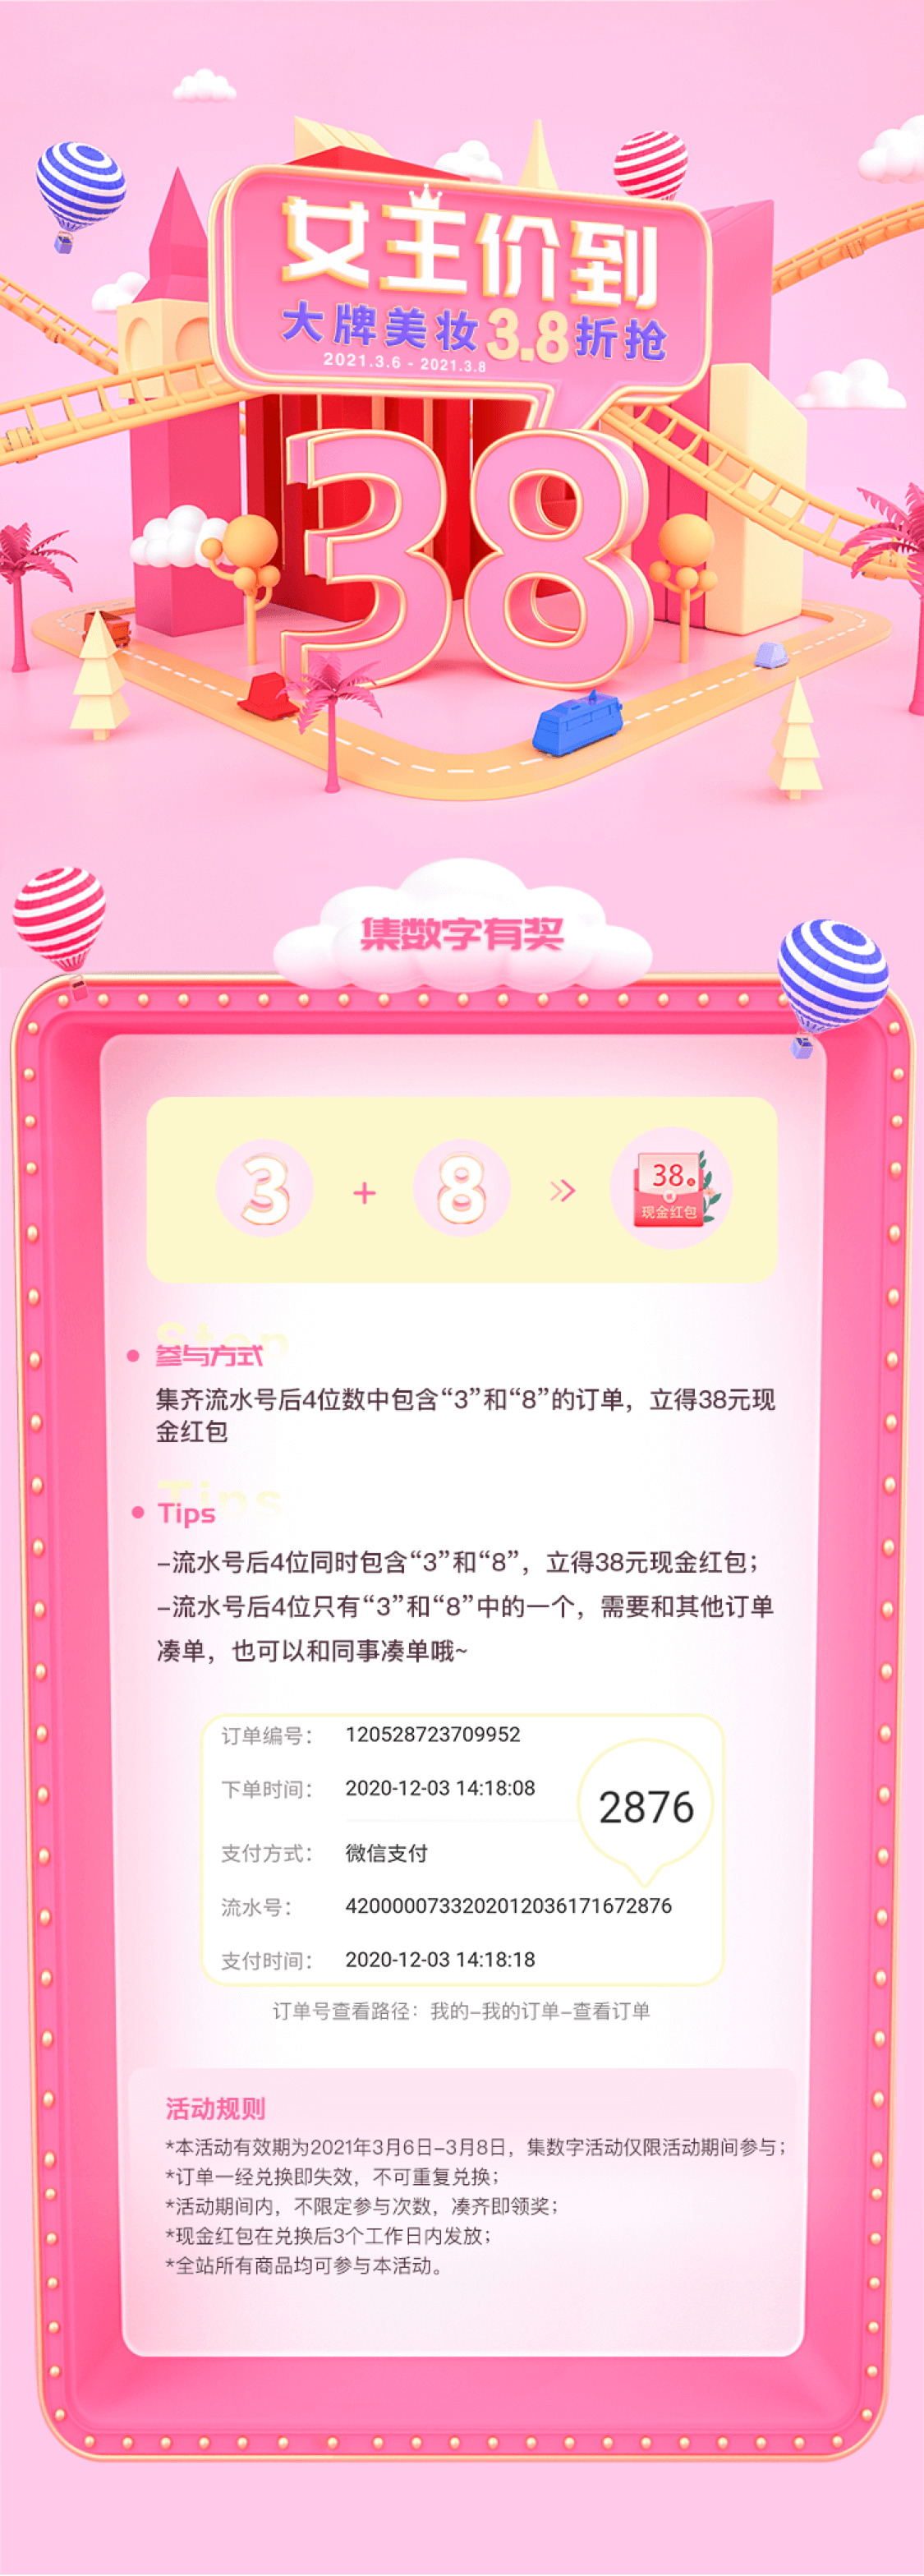 女主价到
大牌美妆3.8折抢
2021.3.6 - 2021.3.8
38
集数字有奖
3 + 8 »
38
现金红包
Step
参与方式
集齐流水号后4位数中包含“3”和“8”的订单，立得38元现
金红包
Tips
Tips
-流水号后4位同时包含“3”和“8”，立得38元现金红包；
-流水号后4位只有“3”和“8”中的一个，需要和其他订单
凑单，也可以和同事凑单哦~
订单编号： 120528723709952
下单时间： 2020-12-03 14:18:08
2876
支付方式： 微信支付
流水号： 4200000733202012036171672876
支付时间： 2020-12-03 14:18:18
订单号查看路径：我的-我的订单-查看订单
活动规则
*本活动有效期为2021年3月6日-3月8日，集数字活动仅限活动期间参与；
*订单一经兑换即失效，不可重复兑换；
*活动期间内，不限定参与次数，凑齐即领奖；
*现金红包在兑换后3个工作日内发放；
*全站所有商品均可参与本活动。